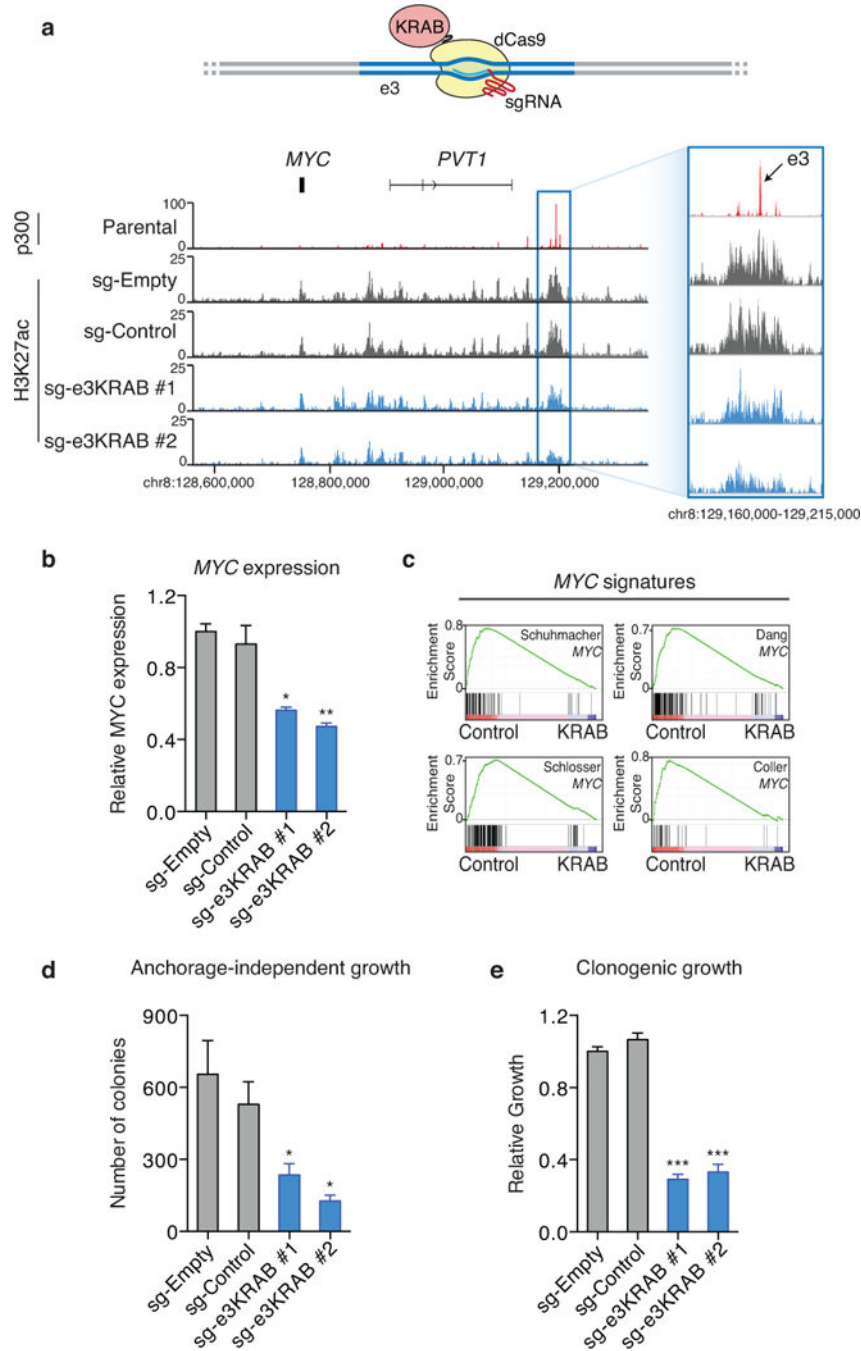 a
KRAB
dCas9
e3
sgRNA
MYC
PVT1
e3
p300
Parental
100
0
H3K27ac
sg-Empty
25
0
sg-Control
25
0
sg-e3KRAB #1
25
0
sg-e3KRAB #2
25
0
chr8:128,600,000
128,800,000
129,000,000
129,200,000
chr8:129,160,000-129,215,000
b
MYC expression
Relative MYC expression
1.2
0.8
0.4
0.0
*
**
sg-Empty
sg-Control
sg-e3KRAB #1
sg-e3KRAB #2
c
MYC signatures
Enrichment
Score
0.8
0
Schuhmacher
MYC
Control
KRAB
Enrichment
Score
0.7
0
Dang
MYC
Control
KRAB
Enrichment
Score
0.7
0
Schlosser
MYC
Control
KRAB
Enrichment
Score
0.8
0
Coller
MYC
Control
KRAB
d
Anchorage-independent growth
Number of colonies
900
600
300
0
*
*
sg-Empty
sg-Control
sg-e3KRAB #1
sg-e3KRAB #2
e
Clonogenic growth
Relative Growth
1.2
0.8
0.4
0.0
***
***
sg-Empty
sg-Control
sg-e3KRAB #1
sg-e3KRAB #2